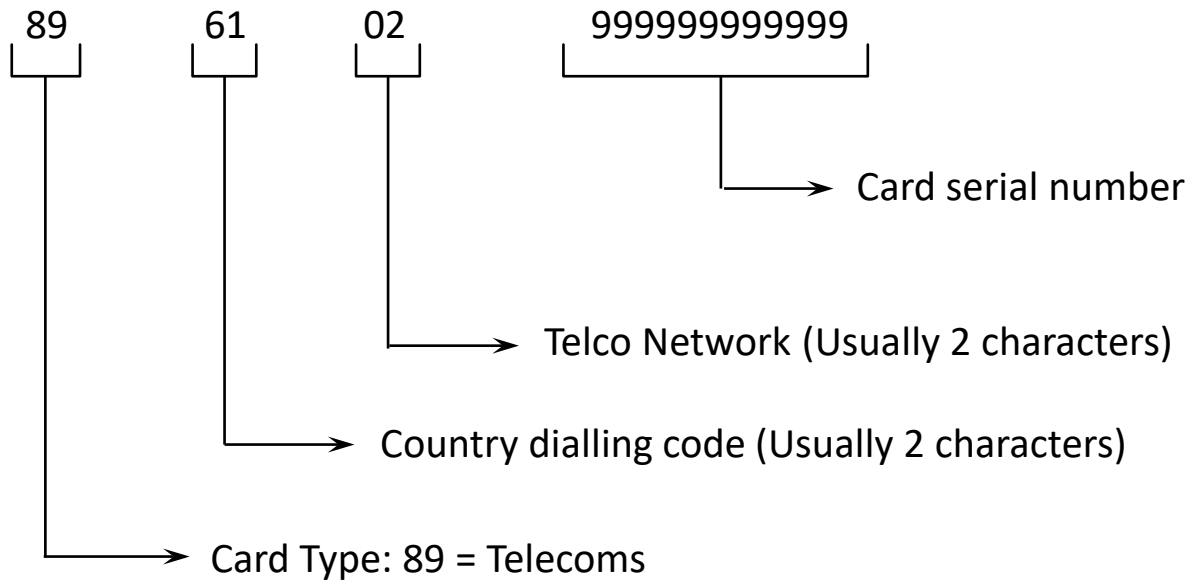 89 61 02 999999999999
Card serial number
Telco Network (Usually 2 characters)
Country dialling code (Usually 2 characters)
Card Type: 89 = Telecoms